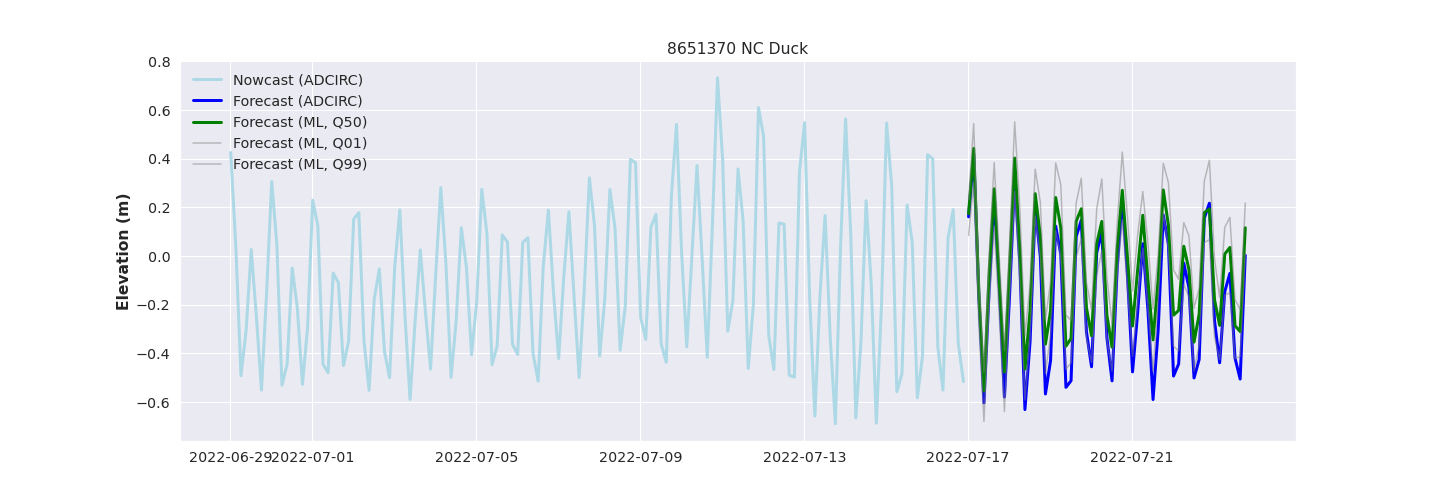 8651370 NC Duck
Elevation (m)
0.8
0.6
0.4
0.2
0.0
−0.2
−0.4
−0.6
Nowcast (ADCIRC)
Forecast (ADCIRC)
Forecast (ML, Q50)
Forecast (ML, Q01)
Forecast (ML, Q99)
2022-06-29 2022-07-01 2022-07-05 2022-07-09 2022-07-13 2022-07-17 2022-07-21